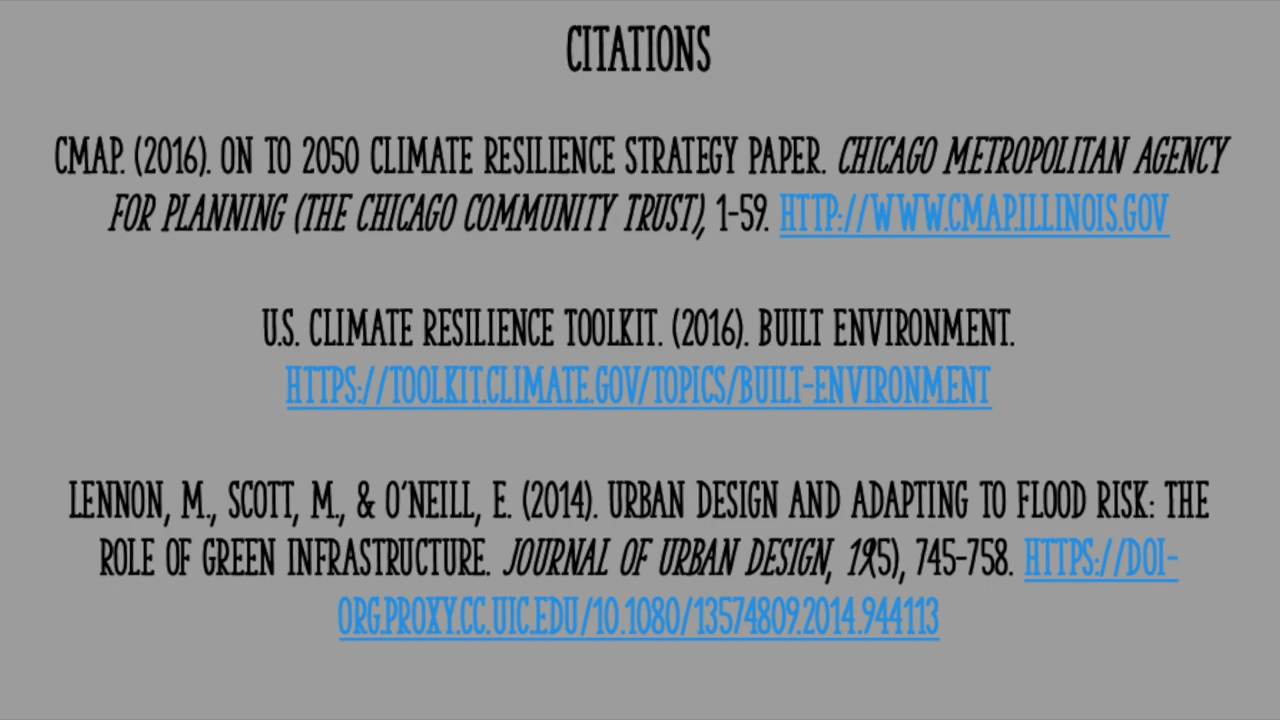 CITATIONS
CMAP. (2016). ON TO 2050 CLIMATE RESILIENCE STRATEGY PAPER. CHICAGO METROPOLITAN AGENCY
FOR PLANNING (THE CHICAGO COMMUNITY TRUST), 1-59. HTTP://WWW.CMAP.ILLINOIS.GOV
U.S. CLIMATE RESILIENCE TOOLKIT. (2016). BUILT ENVIRONMENT.
HTTPS://TOOLKIT.CLIMATE.GOV/TOPICS/BUILT-ENVIRONMENT
LENNON, M., SCOTT, M., & O'NEILL, E. (2014). URBAN DESIGN AND ADAPTING TO FLOOD RISK: THE
ROLE OF GREEN INFRASTRUCTURE. JOURNAL OF URBAN DESIGN, 19(5), 745-758. HTTPS://DOI-
ORG.PROXY.CC.UIC.EDU/10.1080/13574809.2014.944113